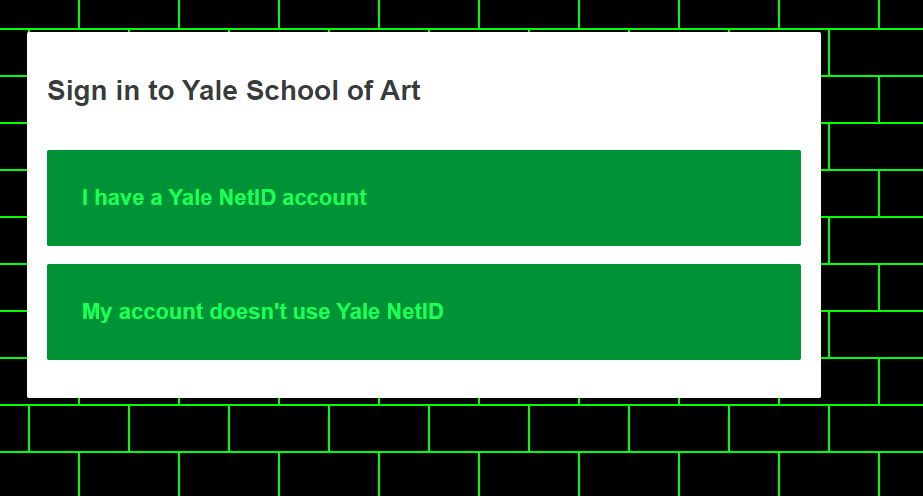 Sign in to Yale School of Art
I have a Yale NetID account
My account doesn't use Yale NetID